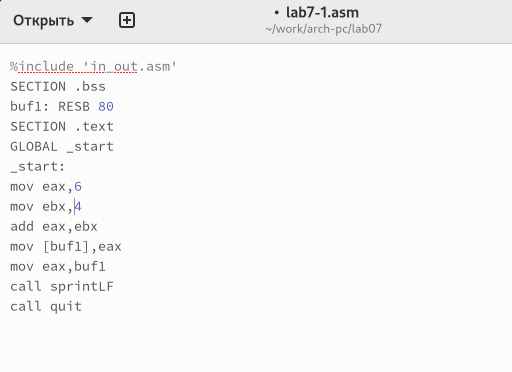 Открыть
• lab7-1.asm
~/work/arch-pc/lab07
%include 'in_out.asm'
SECTION .bss
buf1: RESB 80
SECTION .text
GLOBAL _start
_start:
mov eax,6
mov ebx,4
add eax,ebx
mov [buf1],eax
mov eax,buf1
call sprintLF
call quit